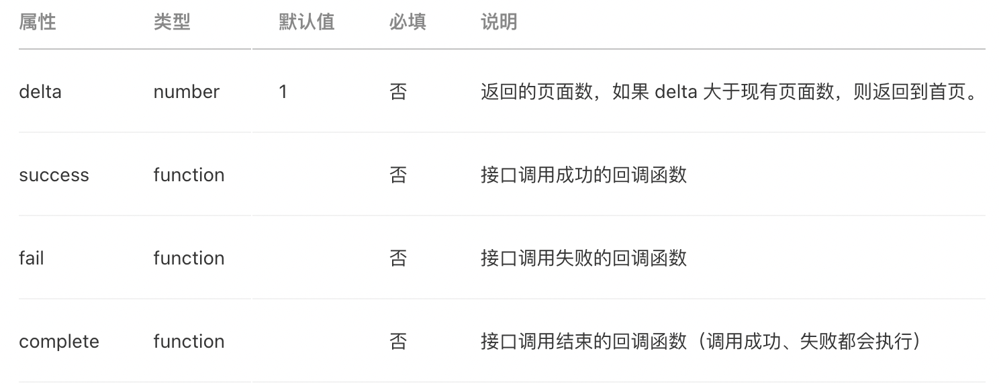 属性 类型 默认值 必填 说明
delta number 1 否 返回的页面数，如果 delta 大于现有页面数，则返回到首页。
success function 否 接口调用成功的回调函数
fail function 否 接口调用失败的回调函数
complete function 否 接口调用结束的回调函数（调用成功、失败都会执行）